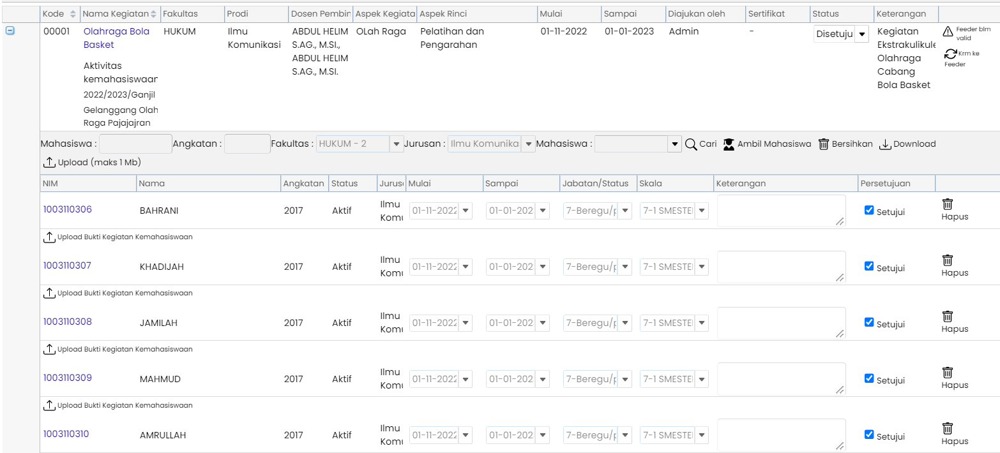 Kode Nama Kegiatan Fakultas Prodi Dosen Pembin Aspek Kegiata Aspek Rinci Mulai Sampai Diajukan oleh Sertifikat Status Keterangan
00001 Olahraga Bola Basket HUKUM Ilmu Komunikasi ABDUL HELIM S.AG., M.SI., ABDUL HELIM S.AG., M.SI. OLah Raga Pelatihan dan Pengarahan 01-11-2022 01-01-2023 Admin - Disetuju Kegiatan Ekstrakulikule Olahraga Cabang Bola Basket Feeder blm valid
Krm ke Feeder
Aktivitas kemahasiswaan
2022/2023/Ganjil
Gelanggang Olah Raga Pajajajran
Mahasiswa : Angkatan : Fakultas : HUKUM - 2 Jurusan : Ilmu Komunika Mahasiswa : Cari Ambil Mahasiswa Bersihkan Download
Upload (maks 1 Mb)
NIM Nama Angkatan Status Jurus Mulai Sampai Jabatan/Status Skala Keterangan Persetujuan
1003110306 BAHRANI 2017 Aktif Ilmu Komu 01-11-2022 01-01-202 7-Beregu/p 7-1 SMESTE Setujui Hapus
Upload Bukti Kegiatan Kemahasiswaan
1003110307 KHADIJAH 2017 Aktif Ilmu Komu 01-11-2022 01-01-202 7-Beregu/p 7-1 SMESTE Setujui Hapus
Upload Bukti Kegiatan Kemahasiswaan
1003110308 JAMILAH 2017 Aktif Ilmu Komu 01-11-2022 01-01-202 7-Beregu/p 7-1 SMESTE Setujui Hapus
Upload Bukti Kegiatan Kemahasiswaan
1003110309 MAHMUD 2017 Aktif Ilmu Komu 01-11-2022 01-01-202 7-Beregu/p 7-1 SMESTE Setujui Hapus
Upload Bukti Kegiatan Kemahasiswaan
1003110310 AMRULLAH 2017 Aktif Ilmu Komu 01-11-2022 01-01-202 7-Beregu/p 7-1 SMESTE Setujui Hapus